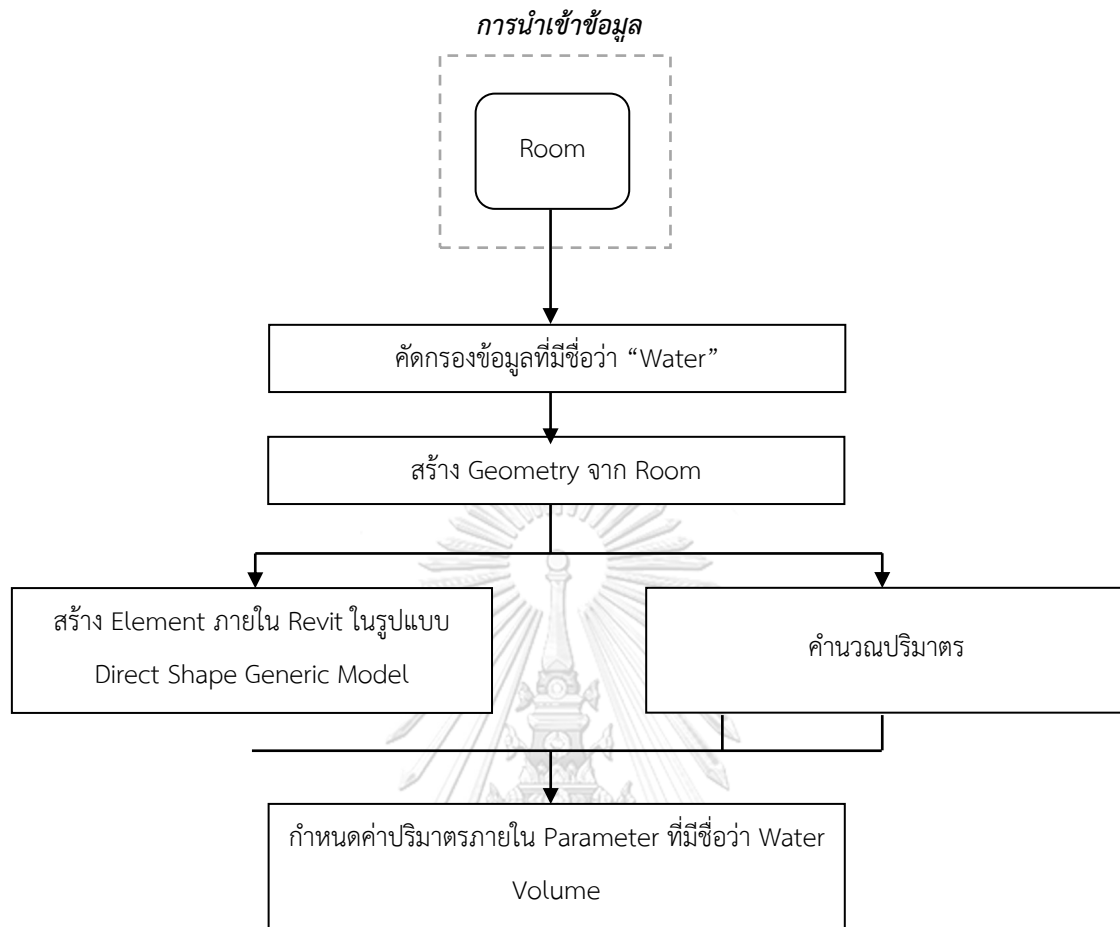 การนำเข้าข้อมูล
Room
คัดกรองข้อมูลที่มีชื่อว่า “Water”
สร้าง Geometry จาก Room
สร้าง Element ภายใน Revit ในรูปแบบ
Direct Shape Generic Model
คำนวณปริมาตร
กำหนดค่าปริมาตรภายใน Parameter ที่มีชื่อว่า Water
Volume